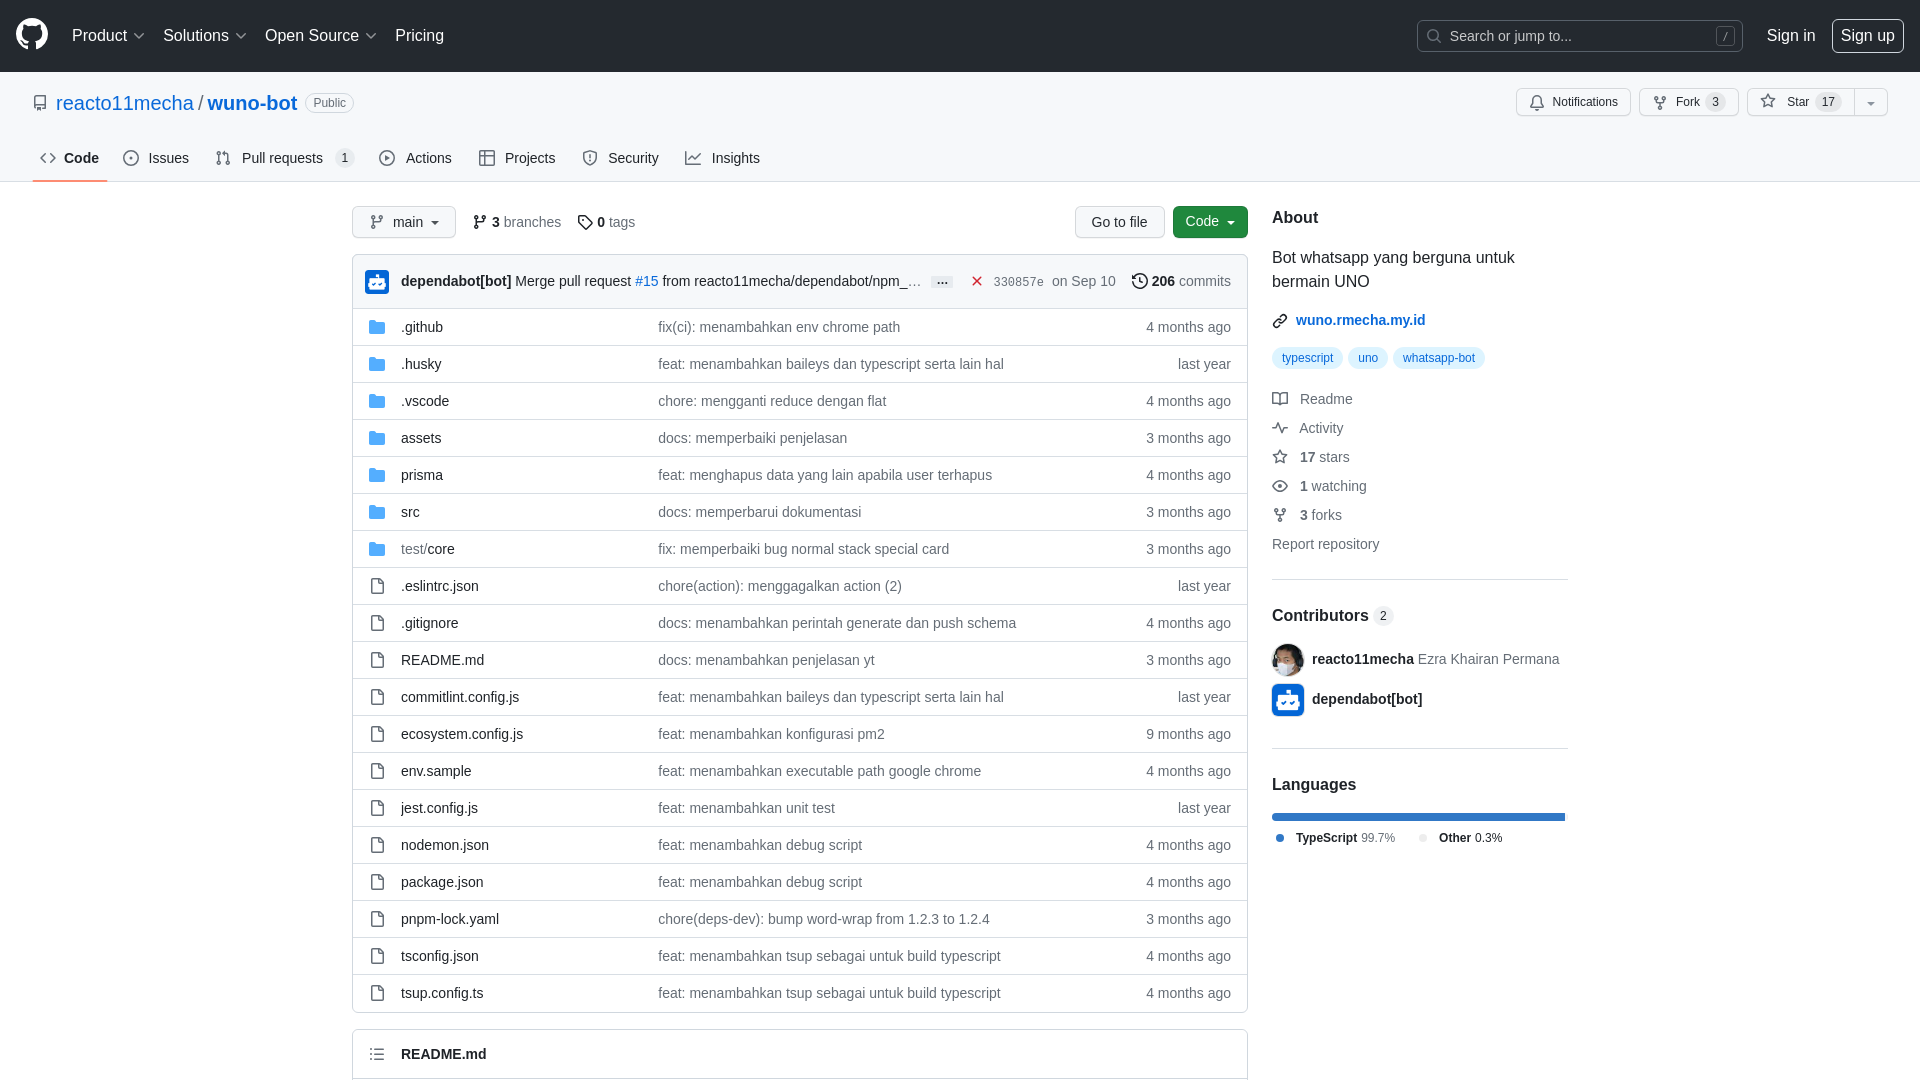 Product
Solutions
Open Source
Pricing
Search or jump to...
/
Sign in
Sign up
reacto11mecha / wuno-bot Public
Notifications
Fork 3
Star 17
Code
Issues
Pull requests 1
Actions
Projects
Security
Insights
main
3 branches
0 tags
Go to file
Code
dependabot[bot] Merge pull request #15 from reacto11mecha/dependabot/npm_… ... 330857e on Sep 10 206 commits
.github fix(ci): menambahkan env chrome path 4 months ago
.husky feat: menambahkan baileys dan typescript serta lain hal last year
.vscode chore: mengganti reduce dengan flat 4 months ago
assets docs: memperbaiki penjelasan 3 months ago
prisma feat: menghapus data yang lain apabila user terhapus 4 months ago
src docs: memperbarui dokumentasi 3 months ago
test/core fix: memperbaiki bug normal stack special card 3 months ago
.eslintrc.json chore(action): menggagalkan action (2) last year
.gitignore docs: menambahkan perintah generate dan push schema 4 months ago
README.md docs: menambahkan penjelasan yt 3 months ago
commitlint.config.js feat: menambahkan baileys dan typescript serta lain hal last year
ecosystem.config.js feat: menambahkan konfigurasi pm2 9 months ago
env.sample feat: menambahkan executable path google chrome 4 months ago
jest.config.js feat: menambahkan unit test last year
nodemon.json feat: menambahkan debug script 4 months ago
package.json feat: menambahkan debug script 4 months ago
pnpm-lock.yaml chore(deps-dev): bump word-wrap from 1.2.3 to 1.2.4 3 months ago
tsconfig.json feat: menambahkan tsup sebagai untuk build typescript 4 months ago
tsup.config.ts feat: menambahkan tsup sebagai untuk build typescript 4 months ago
README.md
About
Bot whatsapp yang berguna untuk
bermain UNO
wuno.rmecha.my.id
typescript uno whatsapp-bot
Readme
Activity
17 stars
1 watching
3 forks
Report repository
Contributors 2
reacto11mecha Ezra Khairan Permana
dependabot[bot]
Languages
TypeScript 99.7% Other 0.3%